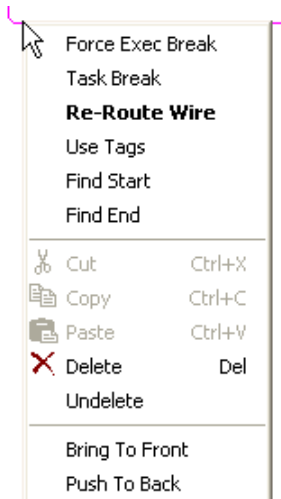 Force Exec Break
Task Break
Re-Route Wire
Use Tags
Find Start
Find End
Cut Ctrl+X
Copy Ctrl+C
Paste Ctrl+V
Delete Del
Undelete
Bring To Front
Push To Back